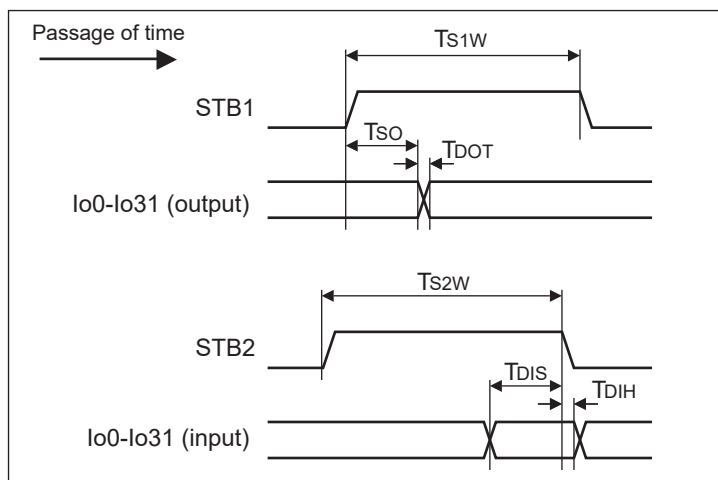 Passage of time
TS1W
STB1
TSO
TDOT
Io0-Io31 (output)
TS2W
STB2
TDIS
TDIH
Io0-Io31 (input)